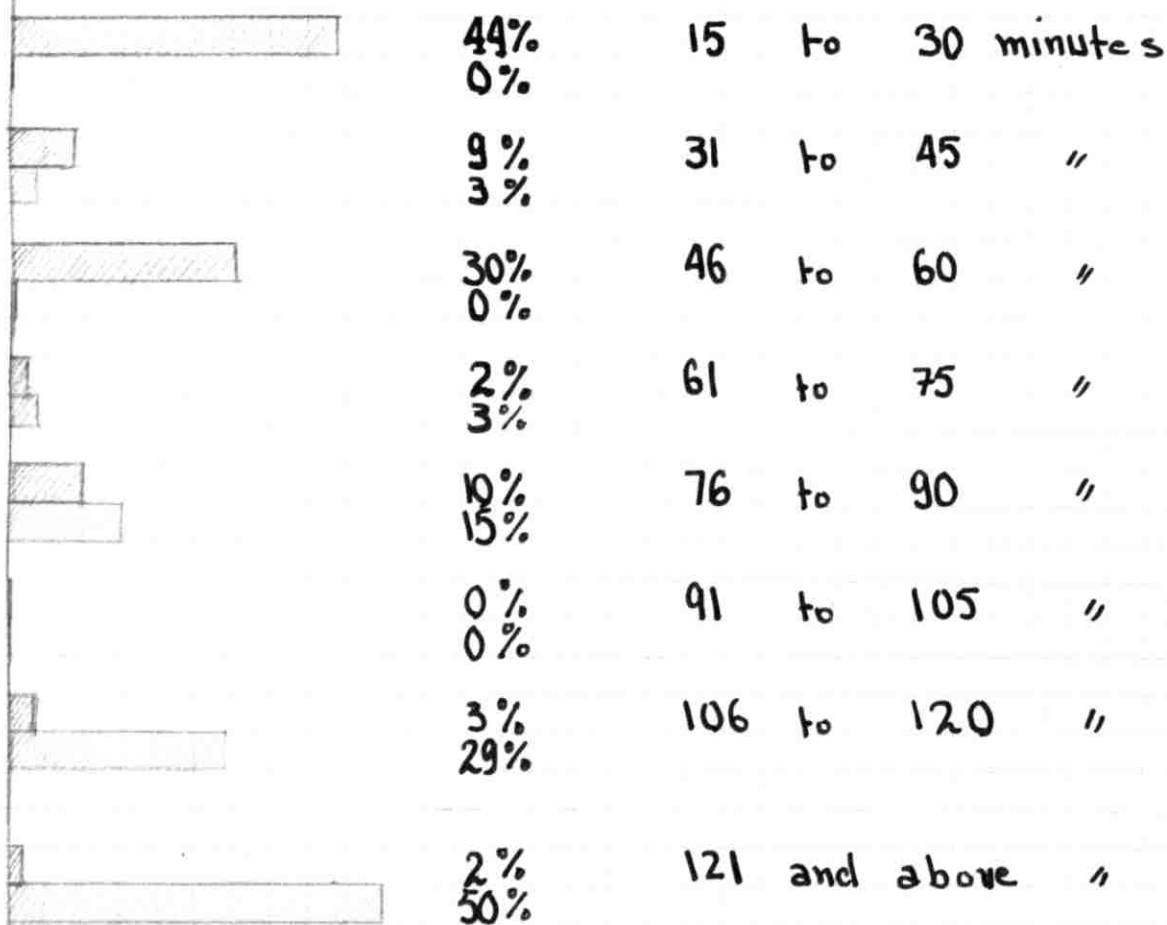 44% 15 to 30 minutes
0%
9% 31 to 45 〃
3%
30% 46 to 60 〃
0%
2% 61 to 75 〃
3%
10% 76 to 90 〃
15%
0% 91 to 105 〃
0%
3% 106 to 120 〃
29%
2% 121 and above 〃
50%